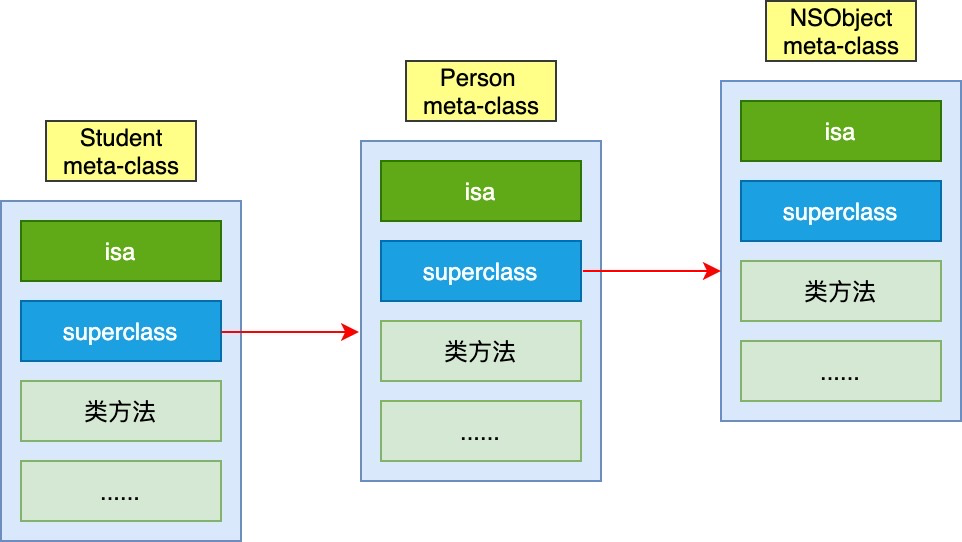 Student
meta-class
isa
superclass
类方法
......
Person
meta-class
isa
superclass
类方法
......
NSObject
meta-class
isa
superclass
类方法
......